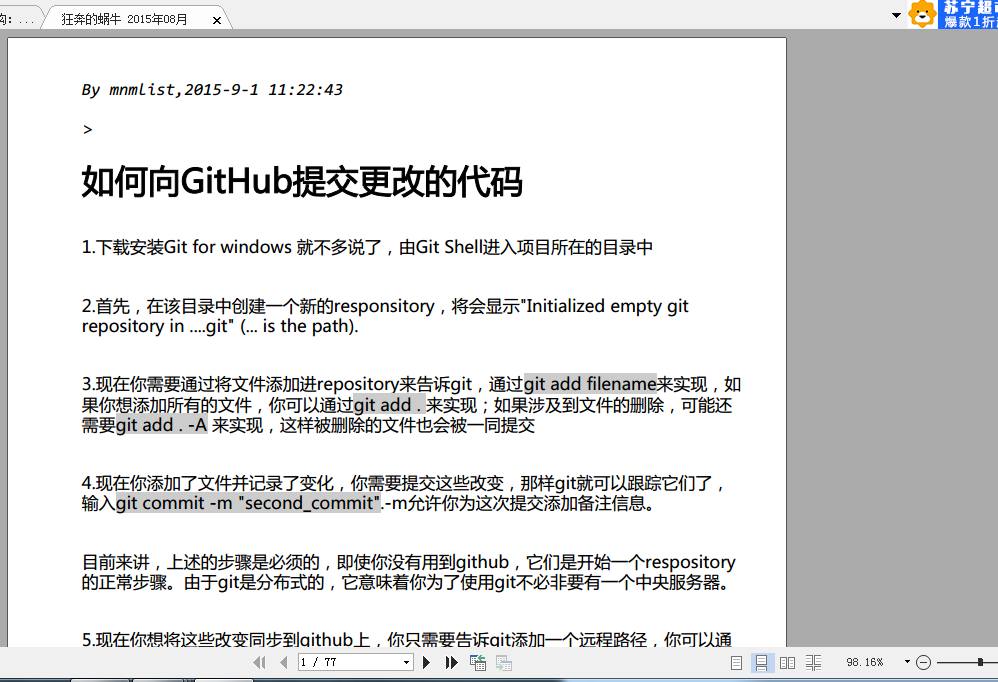 狂奔的蜗牛 2015年08月
苏宁超
爆款1折
By mnmlist,2015-9-1 11:22:43
>
如何向GitHub提交更改的代码
1.下载安装Git for windows 就不多说了，由Git Shell进入项目所在的目录中
2.首先，在该目录中创建一个新的responsitory，将会显示"Initialized empty git
repository in ....git" (... is the path).
3.现在你需要通过将文件添加进repository来告诉git，通过git add filename来实现，如
果你想添加所有的文件，你可以通过git add . 来实现；如果涉及到文件的删除，可能还
需要git add . -A 来实现，这样被删除的文件也会被一同提交
4.现在你添加了文件并记录了变化，你需要提交这些改变，那样git就可以跟踪它们了，
输入git commit -m "second_commit".-m允许你为这次提交添加备注信息。
目前来讲，上述的步骤是必须的，即使你没有用到github，它们是开始一个respository
的正常步骤。由于git是分布式的，它意味着你为了使用git不必非要有一个中央服务器。
5.现在你想将这些改变同步到github上，你只需要告诉git添加一个远程路径，你可以通
1 / 77
98.16%